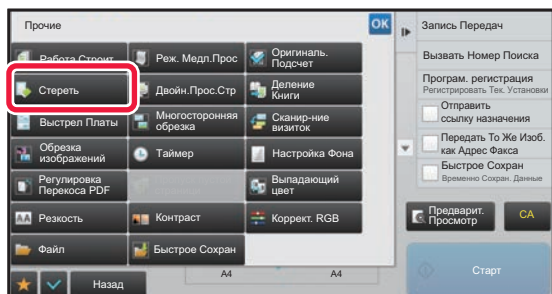 Прочие
OK
Работа Строит
Реж. Медл.Прос
Оригиналь.
Подсчет
Стереть
Двойн.Прос.Стр
Деление
Книги
Выстрел Платы
Многосторонняя
обрезка
Сканир-ние
визиток
Обрезка
изображений
Таймер
Настройка Фона
Регулировка
Перекоса PDF
Выпадающий
цвет
Резкость
Контраст
Коррект. RGB
Файл
Быстрое Сохран
Назад
A4
A4
Запись Передач
Вызвать Номер Поиска
Програм. регистрация
Регистрировать Тек. Установки
Отправить
ссылку назначения
Передать То Же Изоб.
как Адрес Факса
Быстрое Сохран
Временно Сохран. Данные
Предварит.
Просмотр
CA
Старт